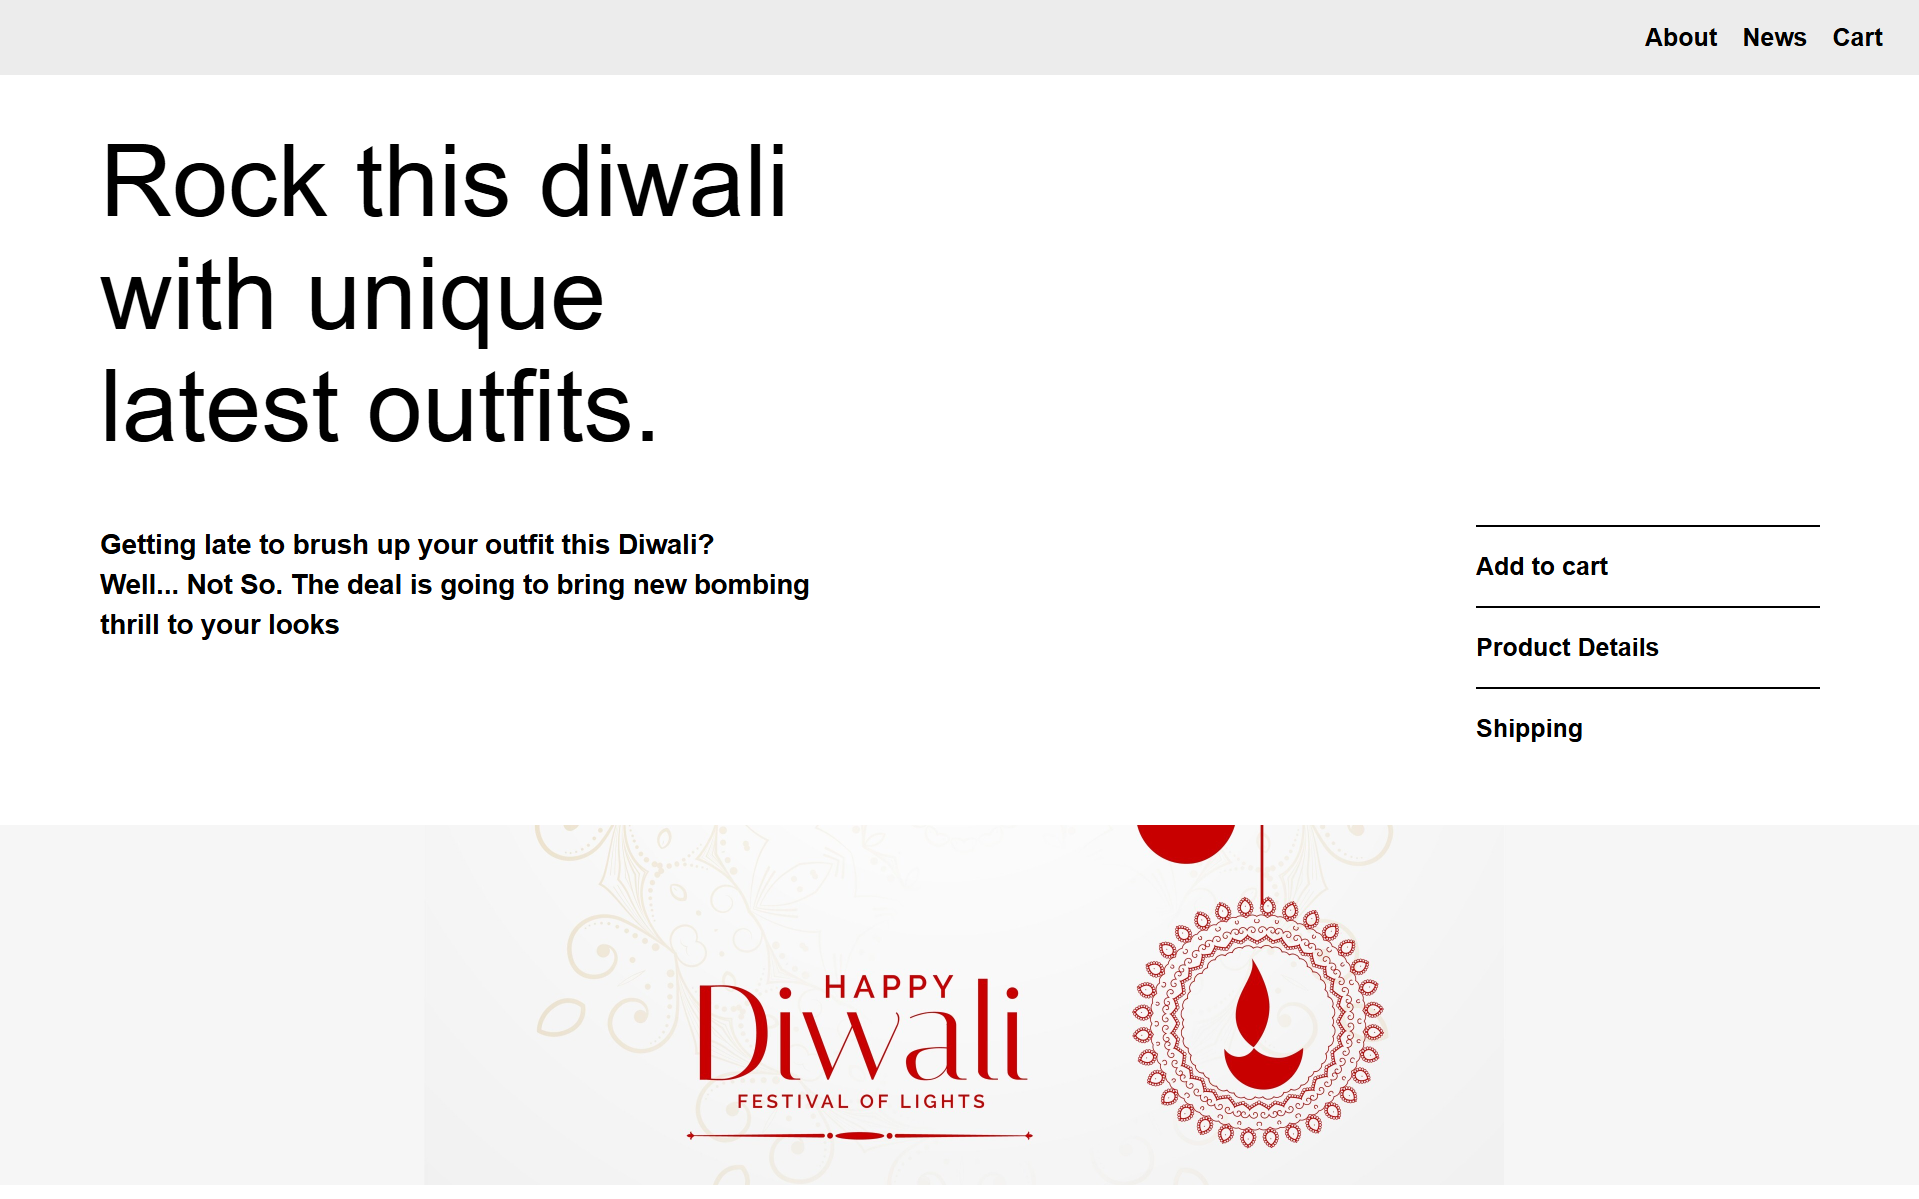 About News Cart
Rock this diwali
with unique
latest outfits.
Getting late to brush up your outfit this Diwali?
Well... Not So. The deal is going to bring new bombing
thrill to your looks
Add to cart
Product Details
Shipping
HAPPY
Diwali
FESTIVAL OF LIGHTS